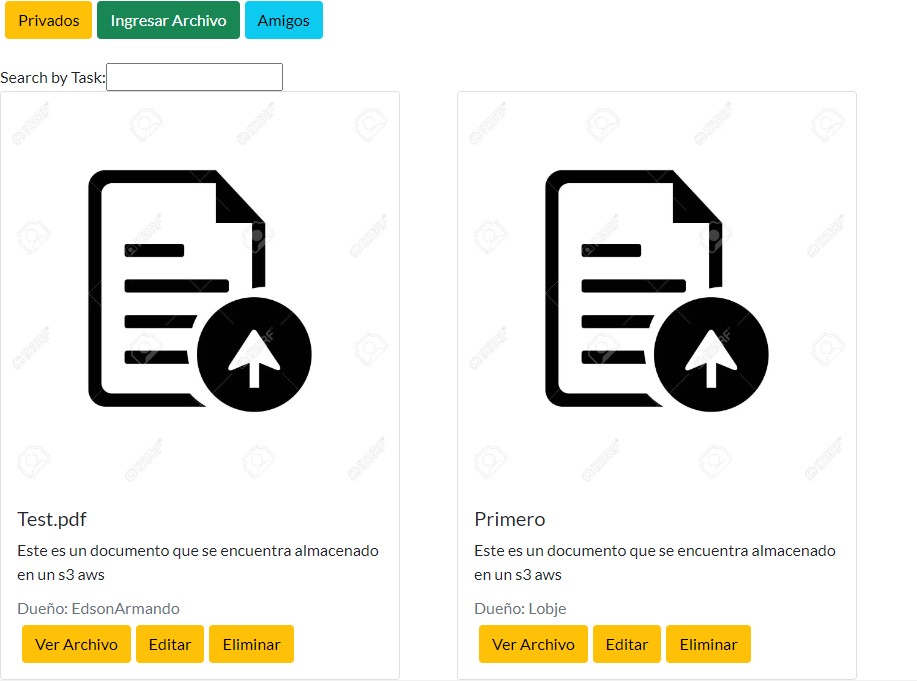 Privados Ingresar Archivo Amigos
Search by Task:
Test.pdf
Este es un documento que se encuentra almacenado
en un s3 aws
Dueño: EdsonArmando
Ver Archivo Editar Eliminar
Primero
Este es un documento que se encuentra almacenado
en un s3 aws
Dueño: Lobje
Ver Archivo Editar Eliminar